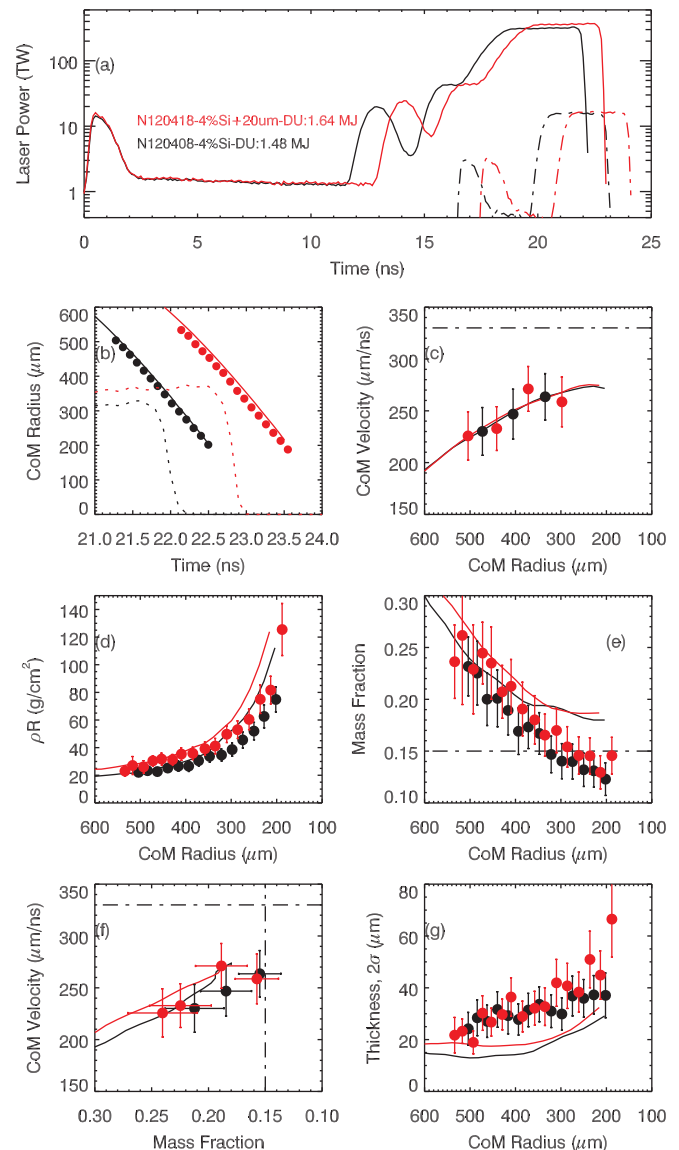 (a)
Laser Power (TW)
100
10
1
N120418-4%Si+20um-DU:1.64 MJ
N120408-4%Si-DU:1.48 MJ
0 5 10 15 20 25
Time (ns)
(b)
CoM Radius (μm)
600
500
400
300
200
100
0
21.0 21.5 22.0 22.5 23.0 23.5 24.0
Time (ns)
(c)
CoM Velocity (μm/ns)
350
300
250
200
150
600 500 400 300 200 100
CoM Radius (μm)
(d)
ρR (g/cm²)
140
120
100
80
60
40
20
0
600 500 400 300 200 100
CoM Radius (μm)
(e)
Mass Fraction
0.30
0.25
0.20
0.15
0.10
600 500 400 300 200 100
CoM Radius (μm)
(f)
CoM Velocity (μm/ns)
350
300
250
200
150
0.30 0.25 0.20 0.15 0.10
Mass Fraction
(g)
Thickness, 2σ (μm)
80
60
40
20
0
600 500 400 300 200 100
CoM Radius (μm)